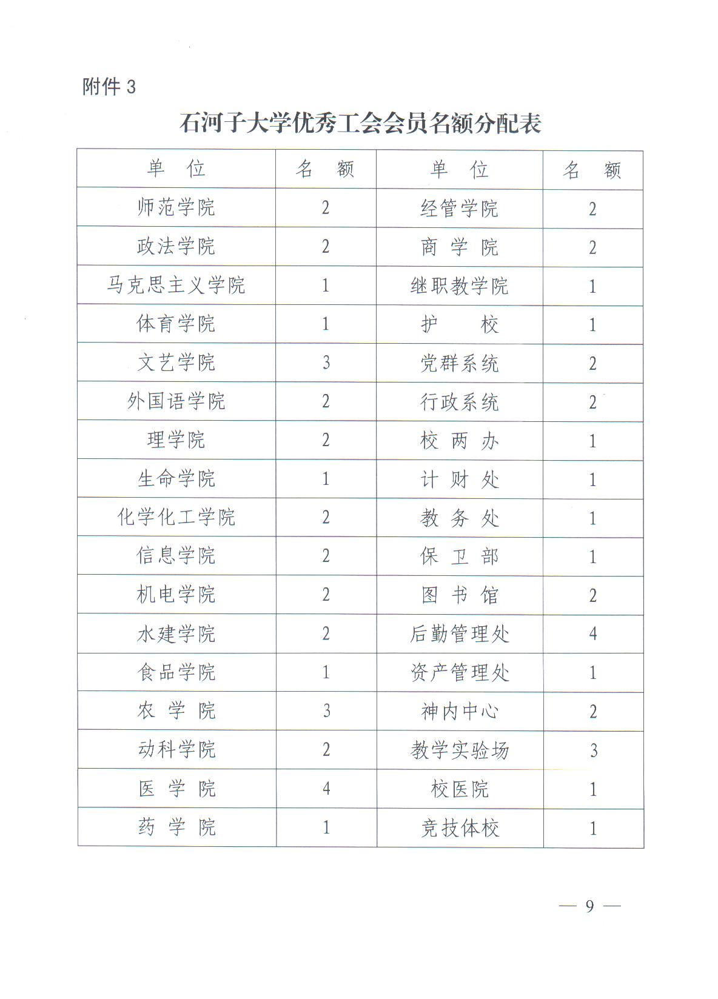 附件 3
石河子大学优秀工会会员名额分配表
单 位 名 额 单 位 名 额
师范学院 2 经管学院 2
政法学院 2 商学院 2
马克思主义学院 1 继职教学院 1
体育学院 1 护校 1
文艺学院 3 党群系统 2
外国语学院 2 行政系统 2
理学院 2 校两办 1
生命学院 1 计财处 1
化学化工学院 2 教务处 1
信息学院 2 保卫部 1
机电学院 2 图书馆 2
水建学院 2 后勤管理处 4
食品学院 1 资产管理处 1
农学院 3 神内中心 2
动科学院 2 教学实验场 3
医学院 4 校医院 1
药学院 1 竞技体校 1
— 9 —